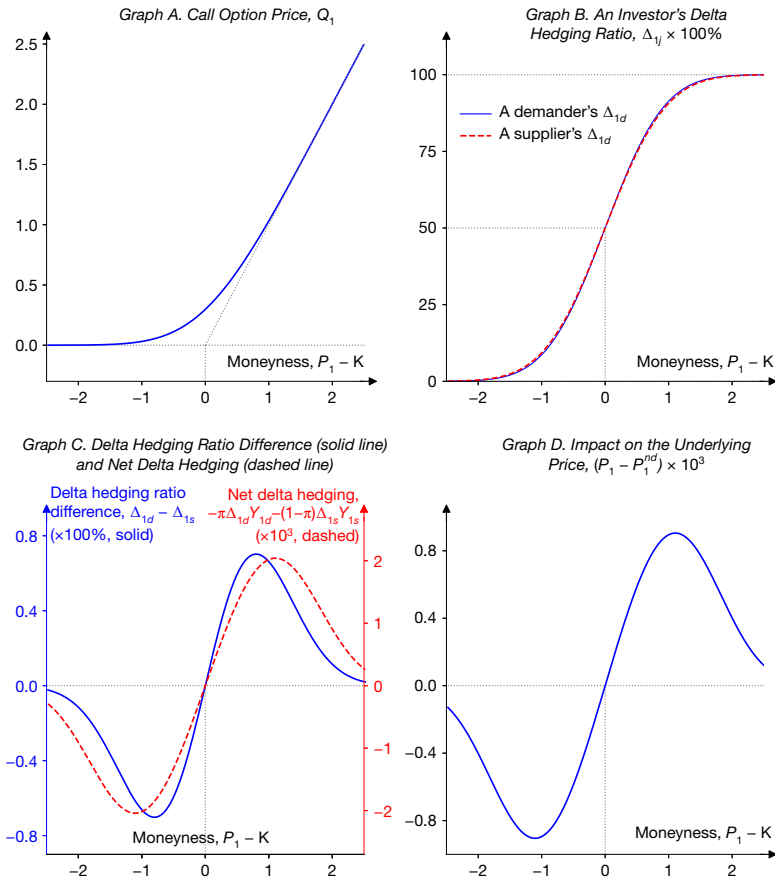 Graph A. Call Option Price, Q₁
2.5
2.0
1.5
1.0
0.5
0.0
Moneyness, P₁ – K
−2
−1
0
1
2
Graph B. An Investor's Delta
Hedging Ratio, Δ₁ⱼ × 100%
100
75
50
25
0
A demander's Δ₁d
A supplier's Δ₁d
Moneyness, P₁ – K
−2
−1
0
1
2
Graph C. Delta Hedging Ratio Difference (solid line)
and Net Delta Hedging (dashed line)
Delta hedging ratio
difference, Δ₁d – Δ₁s
(×100%, solid)
Net delta hedging,
−πΔ₁dY₁d−(1−π)Δ₁sY₁s
(×10³, dashed)
0.8
0.4
0.0
−0.4
−0.8
2
1
0
−1
−2
Moneyness, P₁ – K
−2
−1
0
1
2
Graph D. Impact on the Underlying
Price, (P₁ – P₁ⁿᵈ) × 10³
0.8
0.4
0.0
−0.4
−0.8
Moneyness, P₁ – K
−2
−1
0
1
2